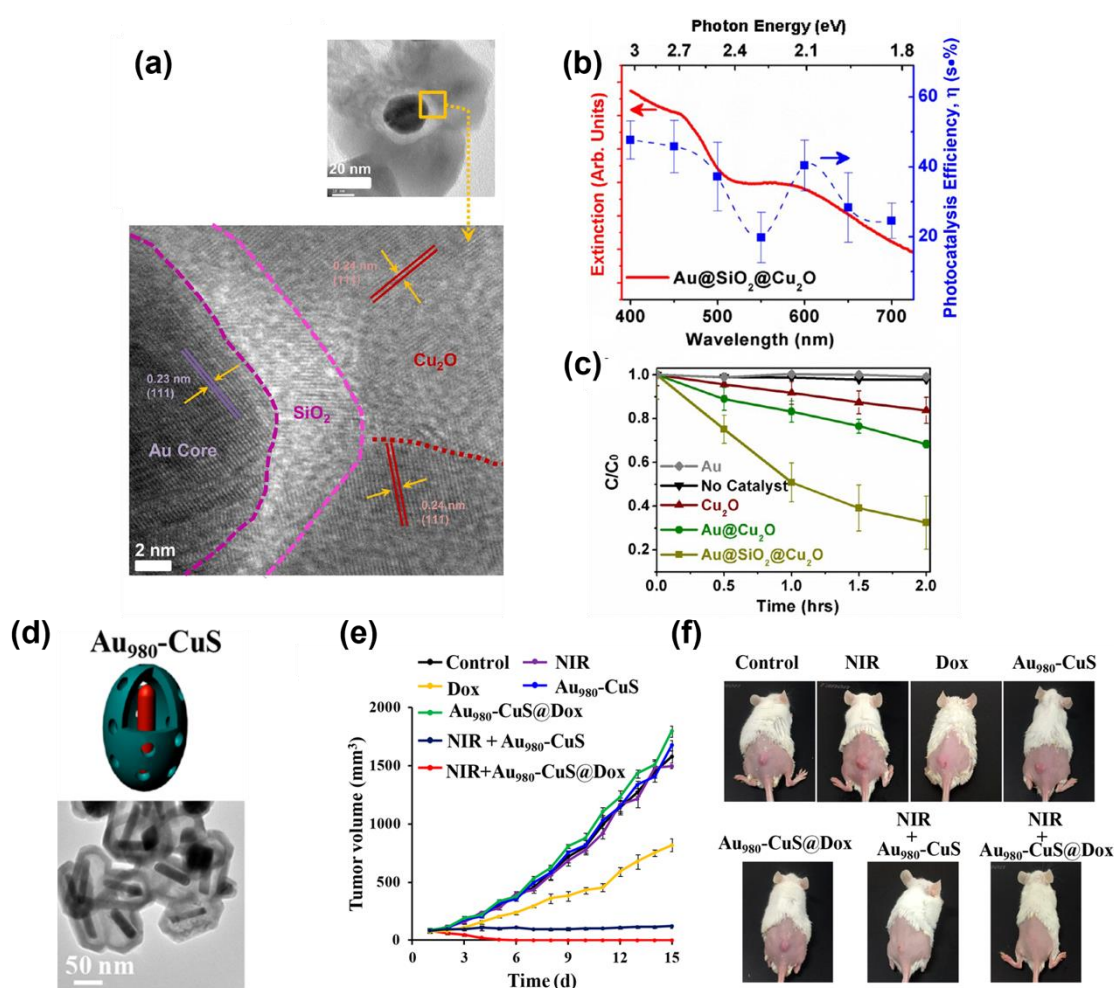 (a)
20 nm
0.24 nm
(111)
Cu₂O
0.23 nm
(111)
SiO₂
Au Core
0.24 nm
(111)
2 nm
(b)
Photon Energy (eV)
3 2.7 2.4 2.1 1.8
Extinction (Arb. Units)
Photocatalysis Efficiency, η (s•%)
60
40
20
Au@SiO₂@Cu₂O
400 500 600 700
Wavelength (nm)
(c)
C/C₀
1.0
0.8
0.6
0.4
0.2
Au
No Catalyst
Cu₂O
Au@Cu₂O
Au@SiO₂@Cu₂O
0.0 0.5 1.0 1.5 2.0
Time (hrs)
(d)
Au₉₈₀-CuS
50 nm
(e)
Control NIR
Dox Au₉₈₀-CuS
Au₉₈₀-CuS@Dox
NIR + Au₉₈₀-CuS
NIR+Au₉₈₀-CuS@Dox
Tumor volume (mm³)
2000
1500
1000
500
0
0 3 6 9 12 15
Time (d)
(f)
Control NIR Dox Au₉₈₀-CuS
Au₉₈₀-CuS@Dox
NIR
+
Au₉₈₀-CuS
NIR
+
Au₉₈₀-CuS@Dox